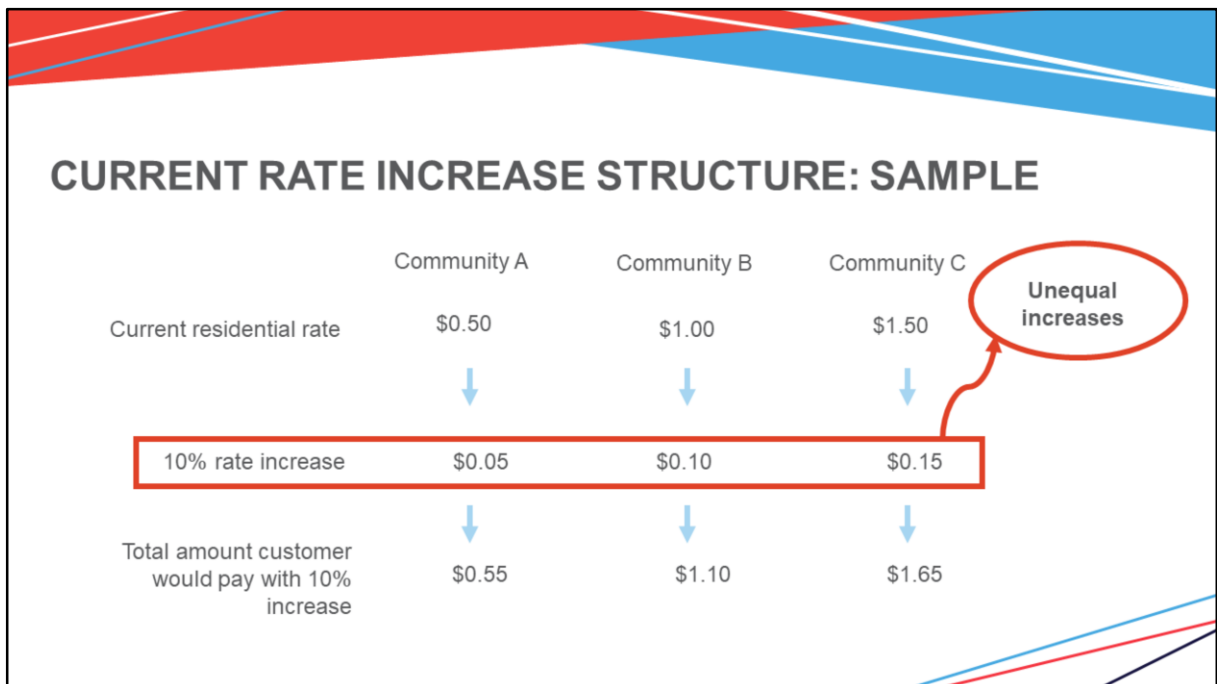 CURRENT RATE INCREASE STRUCTURE: SAMPLE
Community A Community B Community C
Unequal
increases
Current residential rate $0.50 $1.00 $1.50
10% rate increase $0.05 $0.10 $0.15
Total amount customer
would pay with 10%
increase
$0.55 $1.10 $1.65